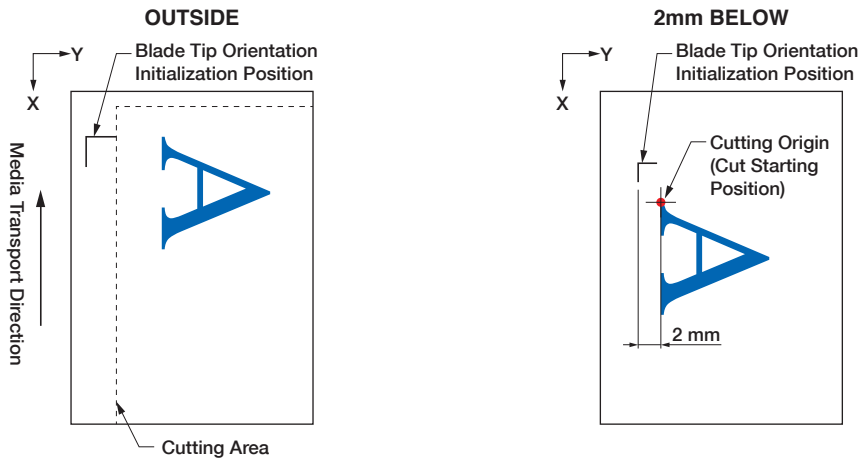 OUTSIDE
Y
X
Blade Tip Orientation
Initialization Position
Media Transport Direction
A
Cutting Area
2mm BELOW
Y
X
Blade Tip Orientation
Initialization Position
Cutting Origin
(Cut Starting
Position)
A
2 mm